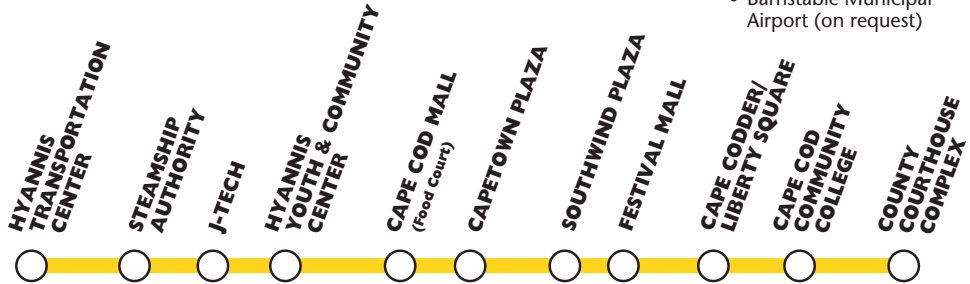 • Barnstable Municipal
Airport (on request)
HYANNIS
TRANSPORTATION
CENTER
STEAMSHIP
AUTHORITY
J-TECH
HYANNIS
YOUTH & COMMUNITY
CENTER
CAPE COD MALL
(Food Court)
CAPETOWN PLAZA
SOUTHWIND PLAZA
FESTIVAL MALL
CAPE CODDER/
LIBERTY SQUARE
CAPE COD
COMMUNITY
COLLEGE
COUNTY
COURTHOUSE
COMPLEX